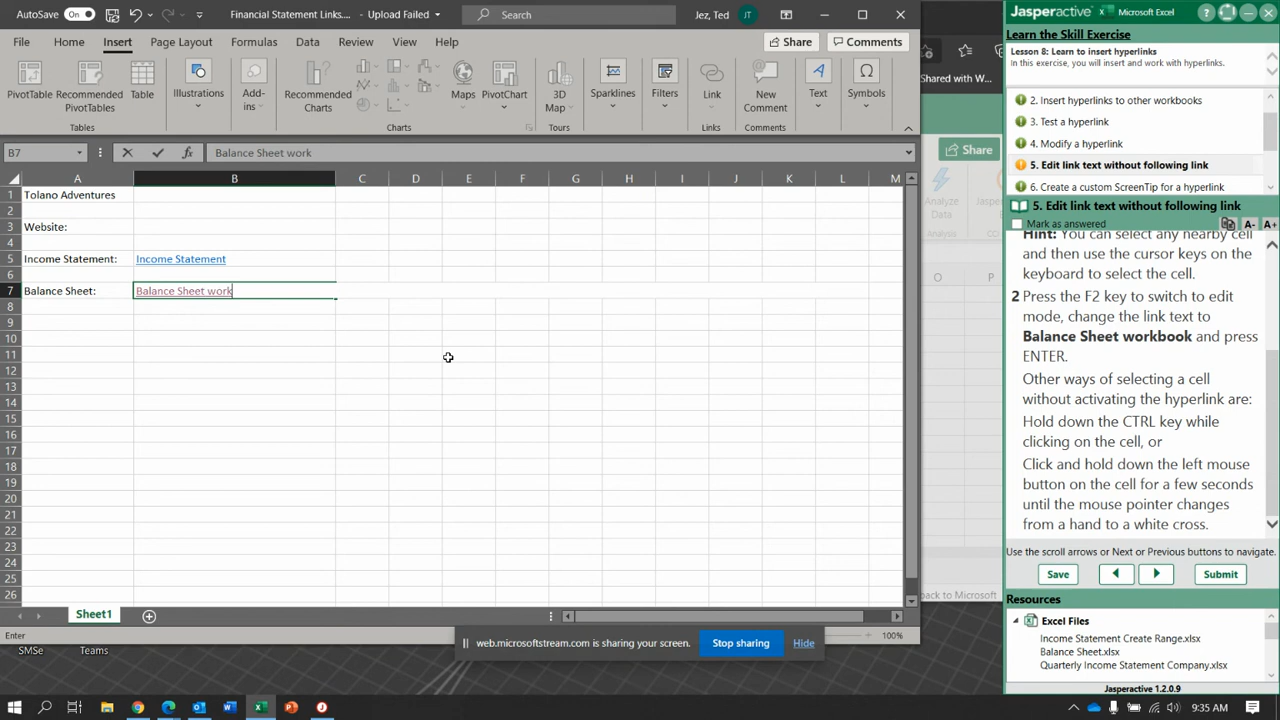 AutoSave On Financial Statement Links... • Upload Failed Search Jez, Ted JT
File Home Insert Page Layout Formulas Data Review View Help Share Comments
PivotTable Recommended PivotTables Table Illustrations Add-ins Recommended Charts Maps PivotChart 3D Map Sparklines Filters Link New Comment Text Symbols
Tables Charts Tours Links Comments
B7 fx Balance Sheet work
A B C D E F G H I J K L M
1 Tolano Adventures
2
3 Website:
4
5 Income Statement: Income Statement
6
7 Balance Sheet: Balance Sheet work
8
9
10
11
12
13
14
15
16
17
18
19
20
21
22
23
24
25
26
Sheet1
Enter 100%
SMSe Teams
web.microsoftstream.com is sharing your screen. Stop sharing Hide
Shared with W...
Share
Analyze Data
Analysis
O P
back to Microsoft
Jasperactive Microsoft Excel
Learn the Skill Exercise
Lesson 8: Learn to insert hyperlinks
In this exercise, you will insert and work with hyperlinks.
2. Insert hyperlinks to other workbooks
3. Test a hyperlink
4. Modify a hyperlink
5. Edit link text without following link
6. Create a custom ScreenTip for a hyperlink
5. Edit link text without following link
Mark as answered A- A+
Hint: You can select any nearby cell
and then use the cursor keys on the
keyboard to select the cell.
2 Press the F2 key to switch to edit
mode, change the link text to
Balance Sheet workbook and press
ENTER.
Other ways of selecting a cell
without activating the hyperlink are:
Hold down the CTRL key while
clicking on the cell, or
Click and hold down the left mouse
button on the cell for a few seconds
until the mouse pointer changes
from a hand to a white cross.
Use the scroll arrows or Next or Previous buttons to navigate.
Save Submit
Resources
Excel Files
Income Statement Create Range.xlsx
Balance Sheet.xlsx
Quarterly Income Statement Company.xlsx
Jasperactive 1.2.0.9
9:35 AM